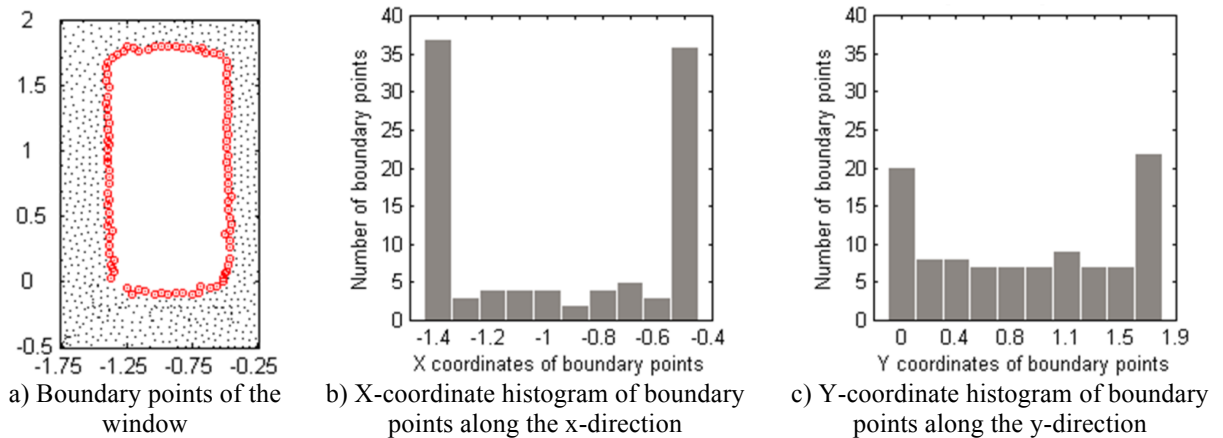 2
1.5
1
0.5
0
-0.5
-1.75 -1.25 -0.75 -0.25
a) Boundary points of the
window
40
35
30
25
20
15
10
5
0
Number of boundary points
-1.4 -1.2 -1 -0.8 -0.6 -0.4
X coordinates of boundary points
b) X-coordinate histogram of boundary
points along the x-direction
40
35
30
25
20
15
10
5
0
Number of boundary points
0 0.4 0.8 1.1 1.5 1.9
Y coordinates of boundary points
c) Y-coordinate histogram of boundary
points along the y-direction